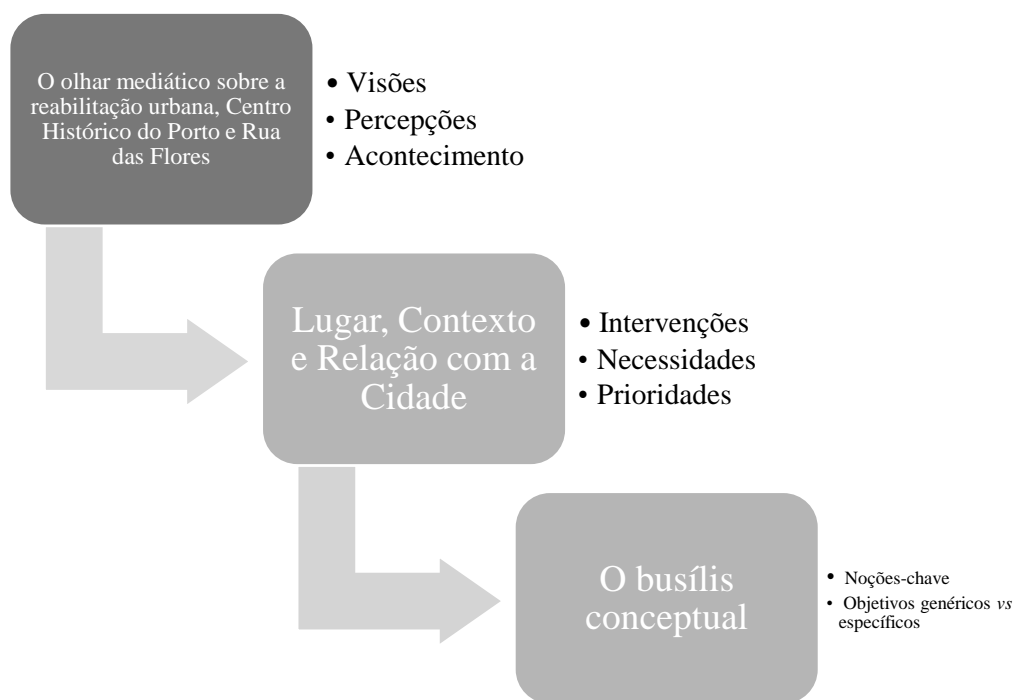 O olhar mediático sobre a
reabilitação urbana, Centro
Histórico do Porto e Rua
das Flores
• Visões
• Percepções
• Acontecimento
Lugar, Contexto
e Relação com a
Cidade
• Intervenções
• Necessidades
• Prioridades
O busílis
conceptual
• Noções-chave
• Objetivos genéricos vs
específicos